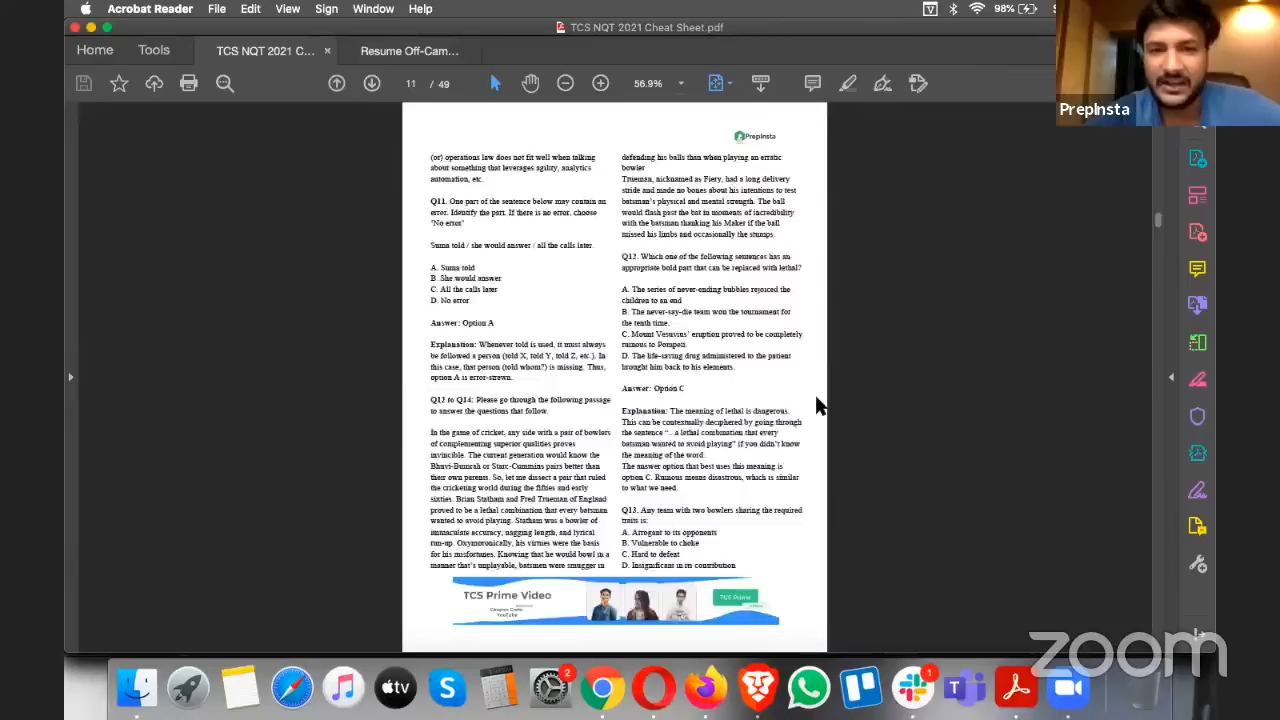 Acrobat Reader File Edit View Sign Window Help
98%
TCS NQT 2021 Cheat Sheet.pdf
Home Tools TCS NQT 2021 C... × Resume Off-Cam...
11 / 49 56.9%
PrepInsta
PrepInsta
(or) operations law does not fit well when talking
about something that leverages agility, analytics
automation, etc.
Q11. One part of the sentence below may contain an
error. Identify the part. If there is no error, choose
'No error'
Suma told / she would answer / all the calls later.
A. Suma told
B. She would answer
C. All the calls later
D. No error
Answer: Option A
Explanation: Whenever told is used, it must always
be followed a person (told X, told Y, told Z, etc.). In
this case, that person (told whom?) is missing. Thus,
option A is error-strewn.
Q12 to Q14: Please go through the following passage
to answer the questions that follow.
In the game of cricket, any side with a pair of bowlers
of complementing superior qualities proves
invincible. The current generation would know the
Bhuvi-Bumrah or Starc-Cummins pairs better than
their own parents. So, let me dissect a pair that ruled
the cricketing world during the fifties and early
sixties. Brian Statham and Fred Trueman of England
proved to be a lethal combination that every batsman
wanted to avoid playing. Statham was a bowler of
immaculate accuracy, nagging length, and lyrical
run-up. Oxymoronically, his virtues were the basis
for his misfortunes. Knowing that he would bowl in a
manner that's unplayable, batsmen were smugger in
defending his balls than when playing an erratic
bowler
Trueman, nicknamed as Fiery, had a long delivery
stride and made no bones about his intentions to test
batsman's physical and mental strength. The ball
would flash past the bat in moments of incredibility
with the batsman thanking his Maker if the ball
missed his limbs and occasionally the stumps.
Q12. Which one of the following sentences has an
appropriate bold part that can be replaced with lethal?
A. The series of never-ending bubbles rejoiced the
children to an end
B. The never-say-die team won the tournament for
the tenth time.
C. Mount Vesuvius' eruption proved to be completely
ruinous to Pompeii.
D. The life-saving drug administered to the patient
brought him back to his elements.
Answer: Option C
Explanation: The meaning of lethal is dangerous.
This can be contextually deciphered by going through
the sentence "...a lethal combination that every
batsman wanted to avoid playing" if you didn't know
the meaning of the word.
The answer option that best uses this meaning is
option C. Ruinous means disastrous, which is similar
to what we need.
Q13. Any team with two bowlers sharing the required
traits is:
A. Arrogant to its opponents
B. Vulnerable to choke
C. Hard to defeat
D. Insignificant in its contribution
TCS Prime Video
YouTube
TCS Prime
zoom
tv
2
1